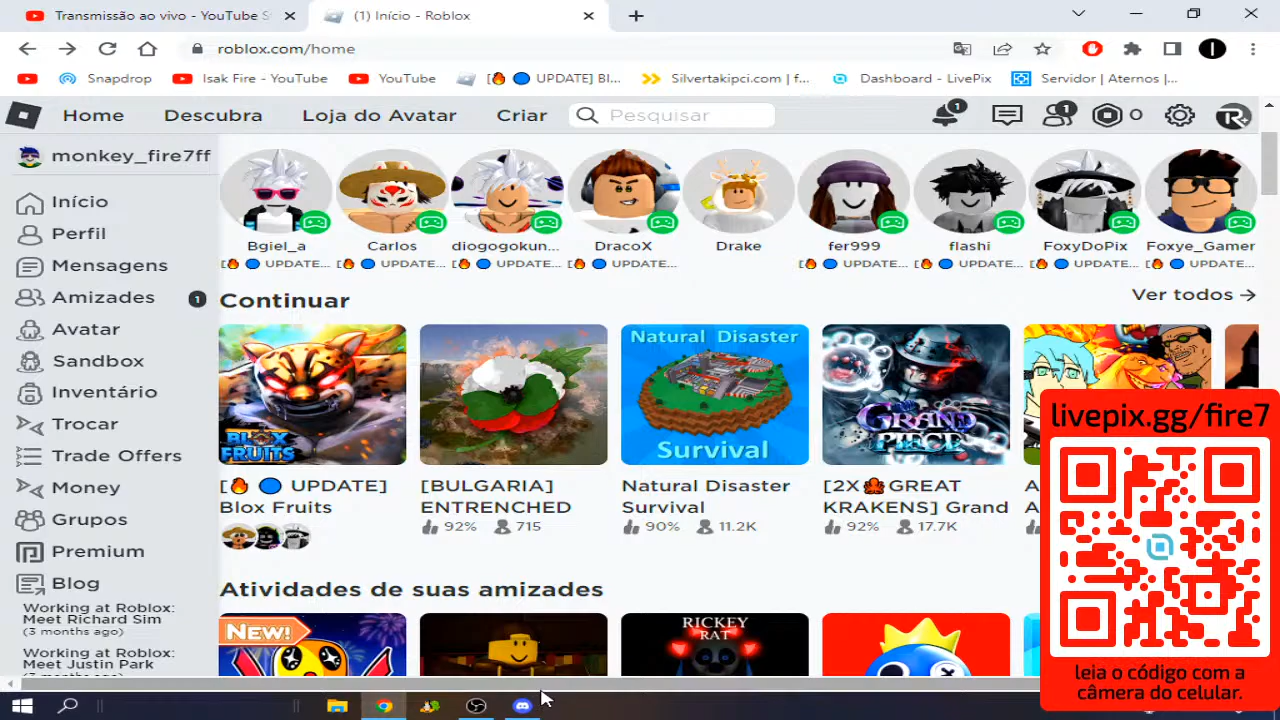 Transmissão ao vivo - YouTube S
(1) Início - Roblox
roblox.com/home
Snapdrop
Isak Fire - YouTube
YouTube
[🔥 🔵 UPDATE] Bl...
Silvertakipci.com | f...
Dashboard - LivePix
Servidor | Aternos |...
Home
Descubra
Loja do Avatar
Criar
Pesquisar
1
1
0
monkey_fire7ff
Início
Perfil
Mensagens
Amizades
1
Avatar
Sandbox
Inventário
Trocar
Trade Offers
Money
Grupos
Premium
Blog
Working at Roblox:
Meet Richard Sim
(3 months ago)
Working at Roblox:
Meet Justin Park
Bgiel_a
Carlos
diogogokun...
DracoX
Drake
fer999
flashi
FoxyDoPix
Foxye_Gamer
[🔥 🔵 UPDATE...
[🔥 🔵 UPDATE...
[🔥 🔵 UPDATE...
[🔥 🔵 UPDATE...
[🔥 🔵 UPDATE...
[🔥 🔵 UPDATE...
[🔥 🔵 UPDATE...
[🔥 🔵 UPDATE...
Continuar
Ver todos →
BLOX
FRUITS
Natural Disaster
Survival
GRAND
PIECE
[🔥 🔵 UPDATE]
Blox Fruits
[BULGARIA]
ENTRENCHED
92%
715
Natural Disaster
Survival
90%
11.2K
[2X🐙GREAT
KRAKENS] Grand
92%
17.7K
Atividades de suas amizades
NEW!
RICKEY
RAT
livepix.gg/fire7
leia o código com a
câmera do celular.